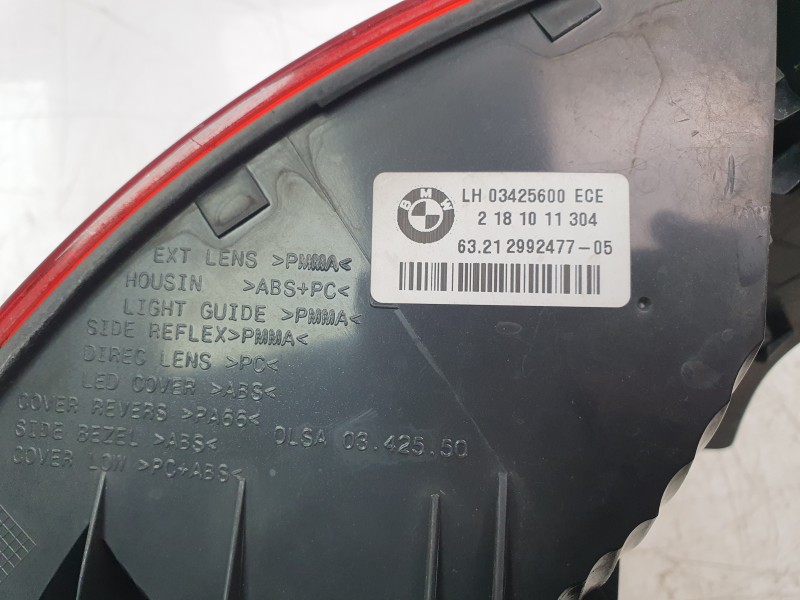 BMW
LH 03425600 ECE
2 18 10 11 304
63.21 2992477-05
EXT LENS >PMMA<
HOUSIN >ABS+PC<
LIGHT GUIDE >PMMA<
SIDE REFLEX>PMMA<
DIREC LENS >PC<
LED COVER >ABS<
COVER REVERS >PA66<
SIDE BEZEL >ABS<
OLSA 03.425.50
COVER LOW >PC+ABS<